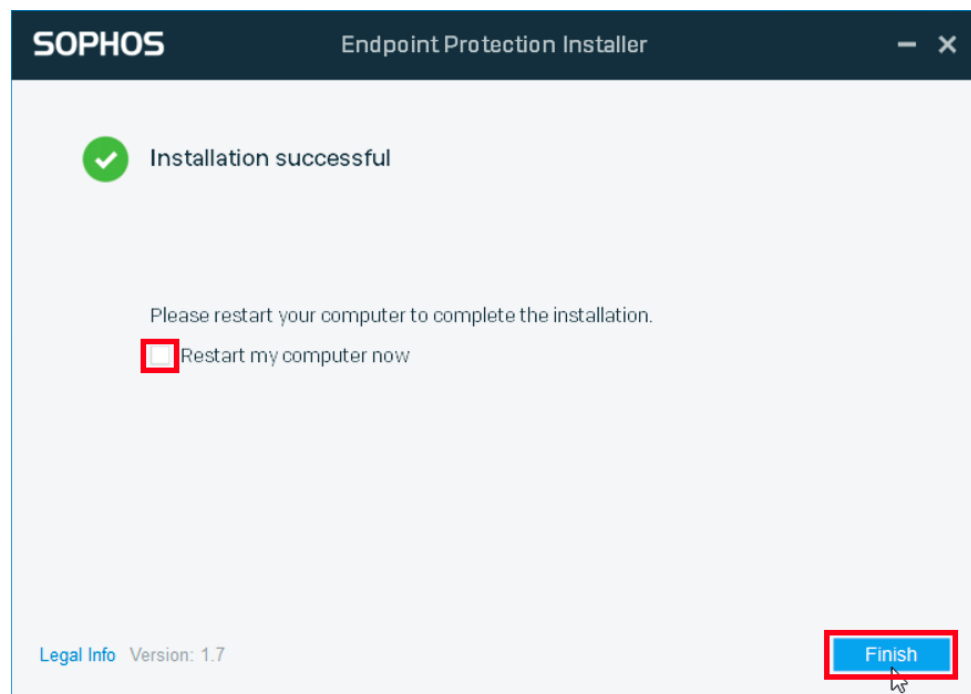 SOPHOS
Endpoint Protection Installer
Installation successful
Please restart your computer to complete the installation.
Restart my computer now
Legal Info Version: 1.7
Finish